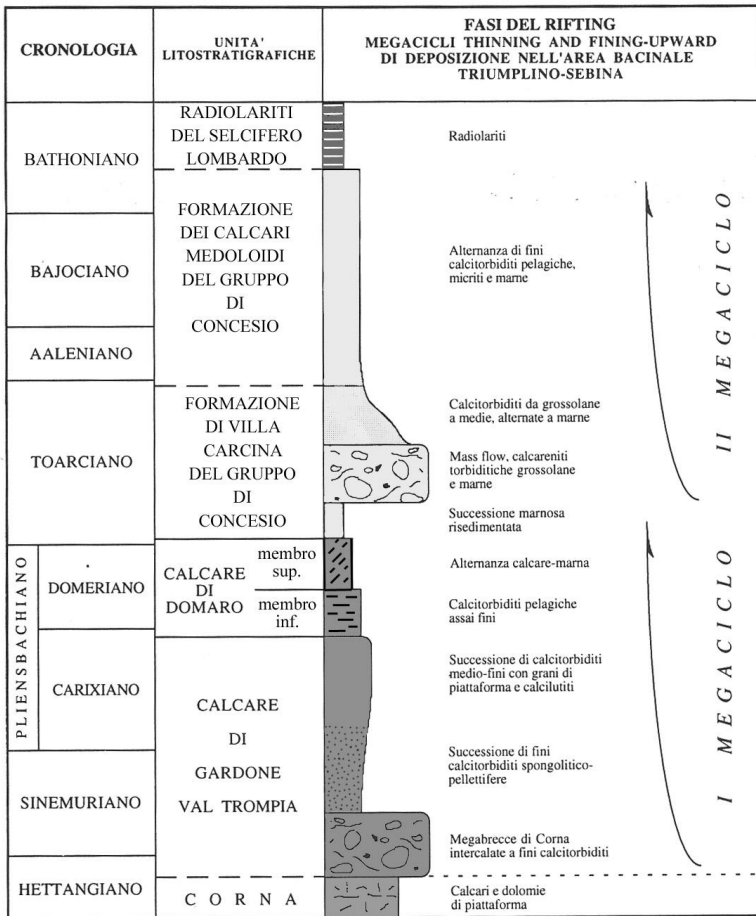 CRONOLOGIA
UNITA'
LITOSTRATIGRAFICHE
FASI DEL RIFTING
MEGACICLI THINNING AND FINING-UPWARD
DI DEPOSIZIONE NELL'AREA BACINALE
TRIUMPLINO-SEBINA
BATHONIANO
BAJOCIANO
AALENIANO
TOARCIANO
PLIENSBACHIANO
DOMERIANO
CARIXIANO
SINEMURIANO
HETTANGIANO
RADIOLARITI
DEL SELCIFERO
LOMBARDO
FORMAZIONE
DEI CALCARI
MEDOLOIDI
DEL GRUPPO
DI
CONCESIO
FORMAZIONE
DI VILLA
CARCINA
DEL GRUPPO
DI
CONCESIO
CALCARE
DI
DOMARO
membro
sup.
membro
inf.
CALCARE
DI
GARDONE
VAL TROMPIA
CORNA
Radiolariti
Alternanza di fini
calcitorbiditi pelagiche,
micriti e marne
Calcitorbiditi da grossolane
a medie, alternate a marne
Mass flow, calcareniti
torbiditiche grossolane
e marne
Successione marnosa
risedimentata
Alternanza calcare-marna
Calcitorbiditi pelagiche
assai fini
Successione di calcitorbiditi
medio-fini con grani di
piattaforma e calcilutiti
Successione di fini
calcitorbiditi spongolitico-
pellettifere
Megabrecce di Corna
intercalate a fini calcitorbiditi
Calcari e dolomie
di piattaforma
II MEGACICLO
I MEGACICLO